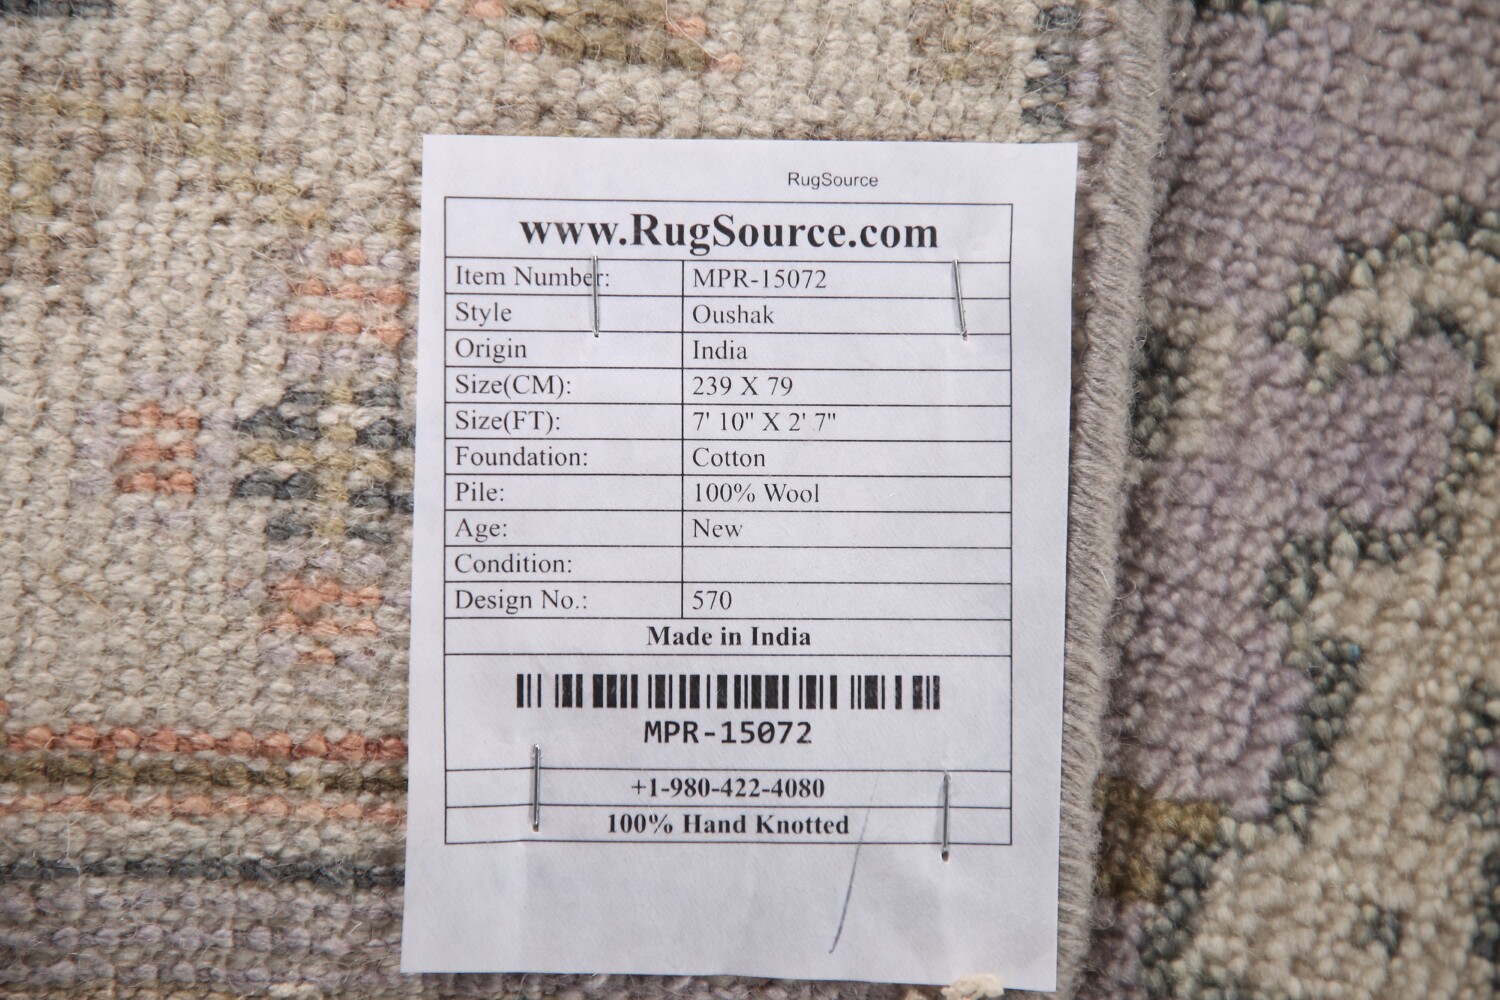 RugSource
www.RugSource.com
Item Number: MPR-15072
Style Oushak
Origin India
Size(CM): 239 X 79
Size(FT): 7' 10" X 2' 7"
Foundation: Cotton
Pile: 100% Wool
Age: New
Condition:
Design No.: 570
Made in India
MPR-15072
+1-980-422-4080
100% Hand Knotted